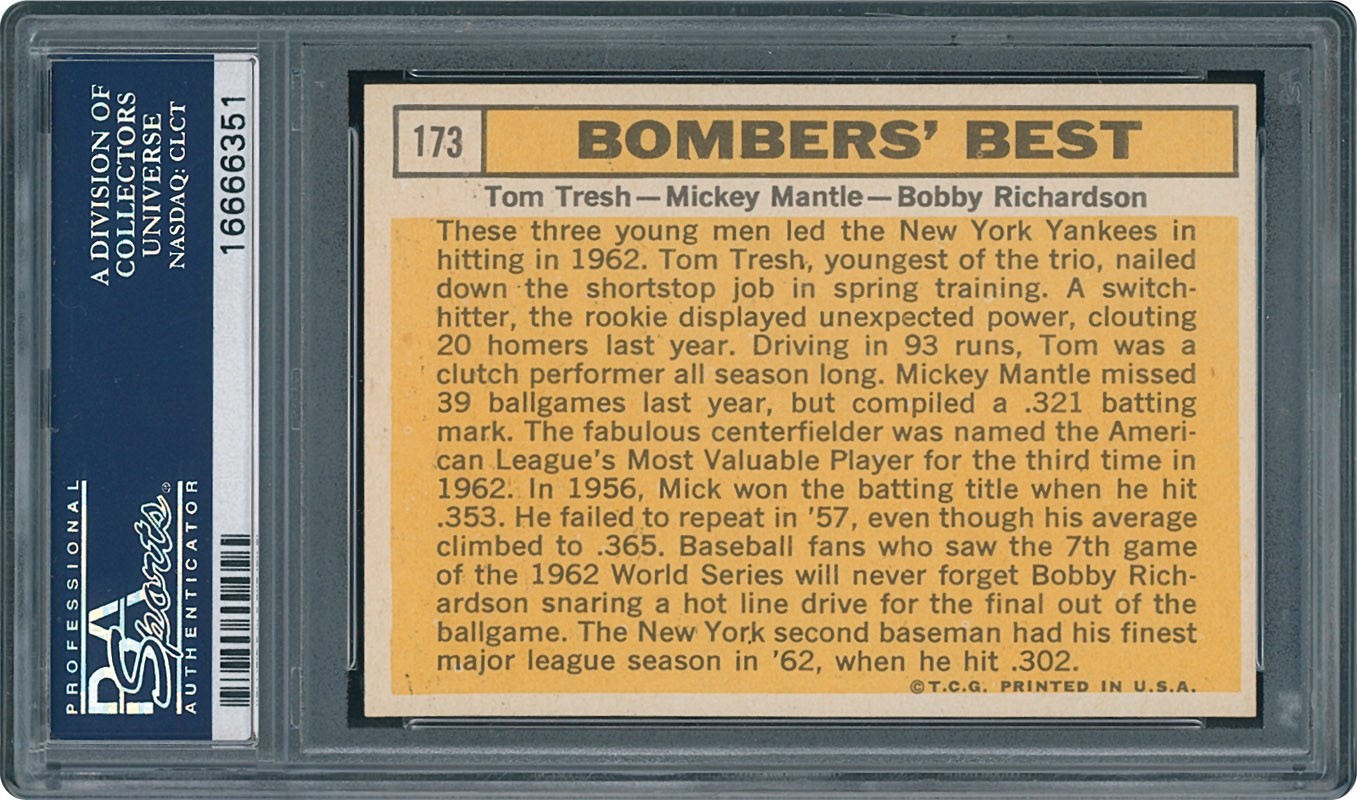 A DIVISION OF
COLLECTORS
UNIVERSE
NASDAQ: CLCT
16666351
PROFESSIONAL
PSA
Sports®
AUTHENTICATOR
173
BOMBERS' BEST
Tom Tresh—Mickey Mantle—Bobby Richardson
These three young men led the New York Yankees in
hitting in 1962. Tom Tresh, youngest of the trio, nailed
down the shortstop job in spring training. A switch-
hitter, the rookie displayed unexpected power, clouting
20 homers last year. Driving in 93 runs, Tom was a
clutch performer all season long. Mickey Mantle missed
39 ballgames last year, but compiled a .321 batting
mark. The fabulous centerfielder was named the Ameri-
can League's Most Valuable Player for the third time in
1962. In 1956, Mick won the batting title when he hit
.353. He failed to repeat in '57, even though his average
climbed to .365. Baseball fans who saw the 7th game
of the 1962 World Series will never forget Bobby Rich-
ardson snaring a hot line drive for the final out of the
ballgame. The New York second baseman had his finest
major league season in '62, when he hit .302.
©T.C.G. PRINTED IN U.S.A.